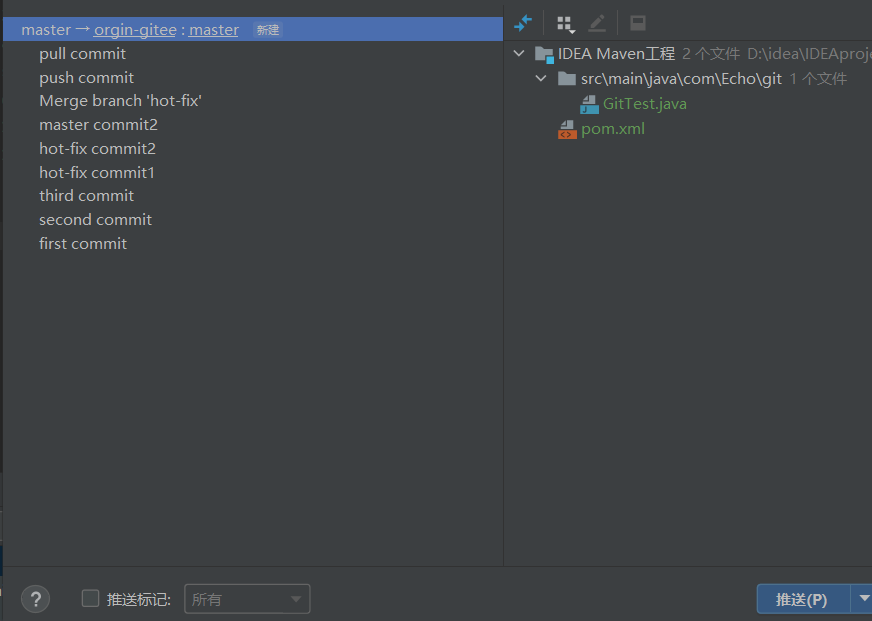 master → orgin-gitee : master 新建
pull commit
push commit
Merge branch 'hot-fix'
master commit2
hot-fix commit2
hot-fix commit1
third commit
second commit
first commit
IDEA Maven工程 2 个文件 D:\idea\IDEAproje
src\main\java\com\Echo\git 1 个文件
GitTest.java
pom.xml
? 推送标记: 所有 推送(P)